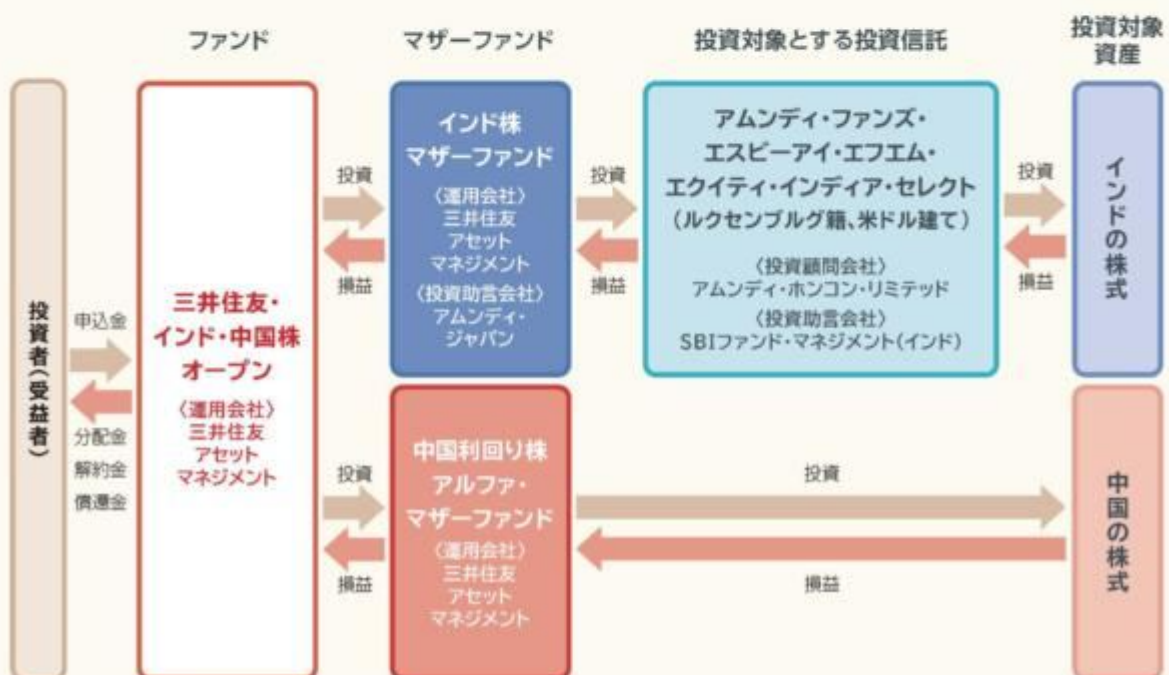 ファンド
マザーファンド
投資対象とする投資信託
投資対象
資産
投資者(受益者)
申込金
分配金
解約金
償還金
三井住友・
インド・中国株
オープン
〈運用会社〉
三井住友
アセット
マネジメント
投資
損益
インド株
マザーファンド
〈運用会社〉
三井住友
アセット
マネジメント
〈投資助言会社〉
アムンディ・
ジャパン
投資
損益
アムンディ・ファンズ・
エスビーアイ・エフエム・
エクイティ・インディア・セレクト
(ルクセンブルグ籍、米ドル建て)
〈投資顧問会社〉
アムンディ・ホンコン・リミテッド
〈投資助言会社〉
SBIファンド・マネジメント(インド)
投資
損益
インドの株式
投資
損益
中国利回り株
アルファ・
マザーファンド
〈運用会社〉
三井住友
アセット
マネジメント
投資
損益
中国の株式